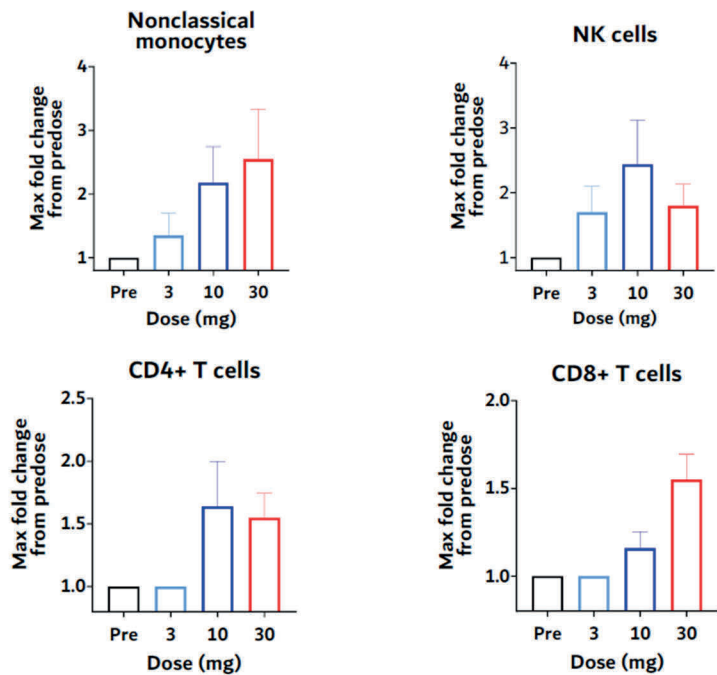 Nonclassical
monocytes
Max fold change
from predose
4
3
2
1
Pre 3 10 30
Dose (mg)
NK cells
Max fold change
from predose
4
3
2
1
Pre 3 10 30
Dose (mg)
CD4+ T cells
Max fold change
from predose
2.5
2.0
1.5
1.0
Pre 3 10 30
Dose (mg)
CD8+ T cells
Max fold change
from predose
2.0
1.5
1.0
Pre 3 10 30
Dose (mg)